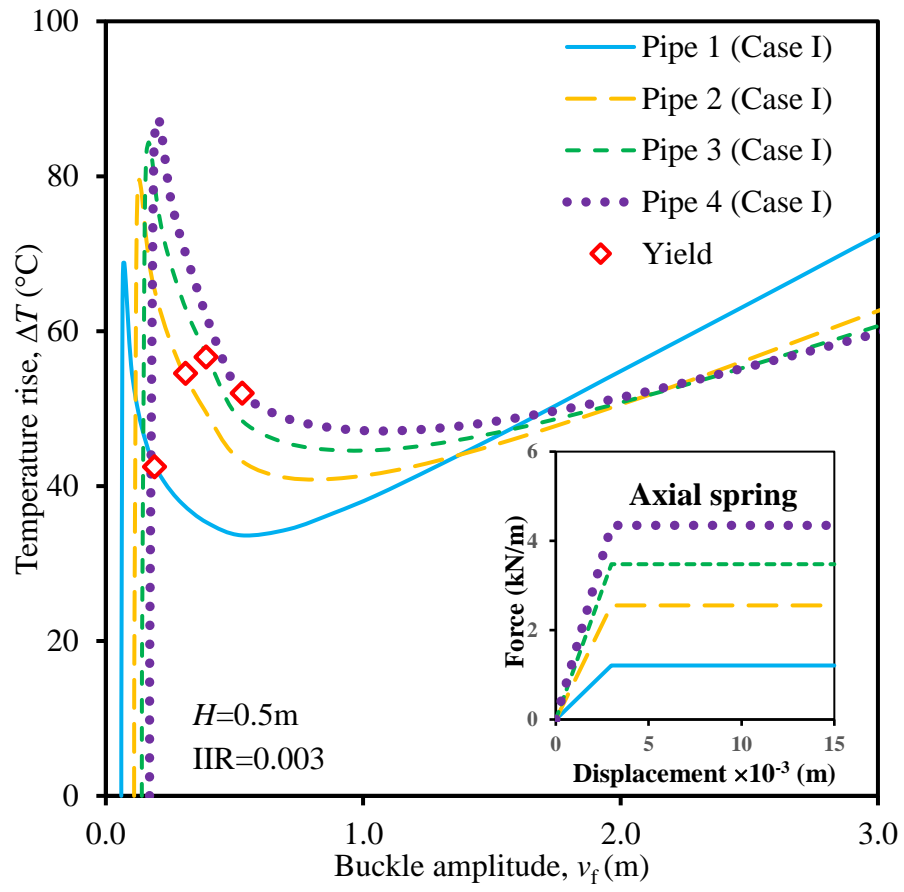 100
80
60
40
20
0
Temperature rise, ΔT (°C)
Pipe 1 (Case I)
Pipe 2 (Case I)
Pipe 3 (Case I)
Pipe 4 (Case I)
Yield
H=0.5m
IIR=0.003
Axial spring
6
4
2
0
Force (kN/m)
0 5 10 15
Displacement ×10⁻³ (m)
0.0 1.0 2.0 3.0
Buckle amplitude, vf (m)